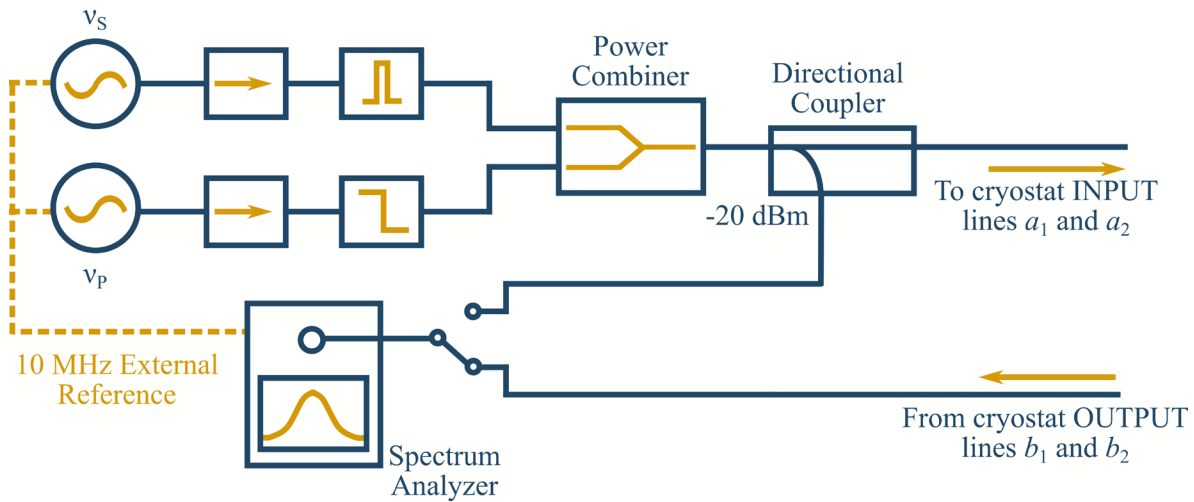 νS
Power
Combiner
Directional
Coupler
To cryostat INPUT
lines a1 and a2
-20 dBm
νP
10 MHz External
Reference
From cryostat OUTPUT
lines b1 and b2
Spectrum
Analyzer